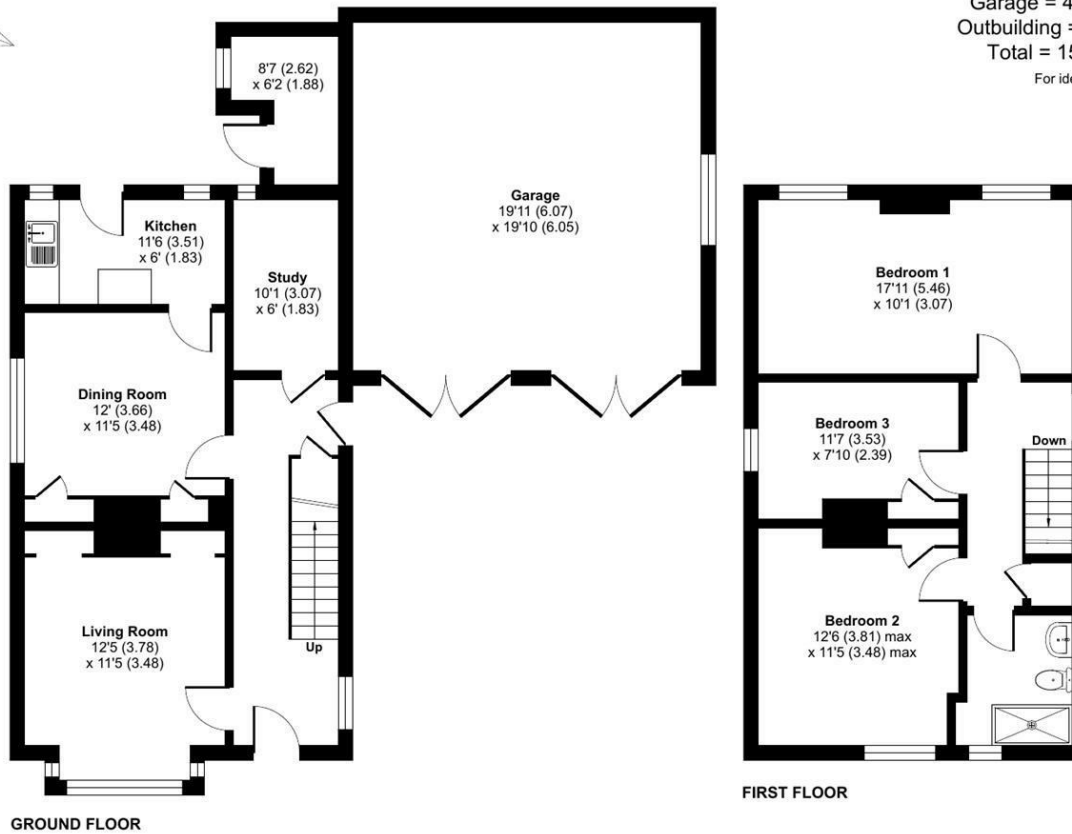 Garage = 4
Outbuilding =
Total = 15
For ide
8'7 (2.62)
x 6'2 (1.88)
Garage
19'11 (6.07)
x 19'10 (6.05)
Kitchen
11'6 (3.51)
x 6' (1.83)
Study
10'1 (3.07)
x 6' (1.83)
Bedroom 1
17'11 (5.46)
x 10'1 (3.07)
Dining Room
12' (3.66)
x 11'5 (3.48)
Bedroom 3
11'7 (3.53)
x 7'10 (2.39)
Down
Living Room
12'5 (3.78)
x 11'5 (3.48)
Up
Bedroom 2
12'6 (3.81) max
x 11'5 (3.48) max
FIRST FLOOR
GROUND FLOOR